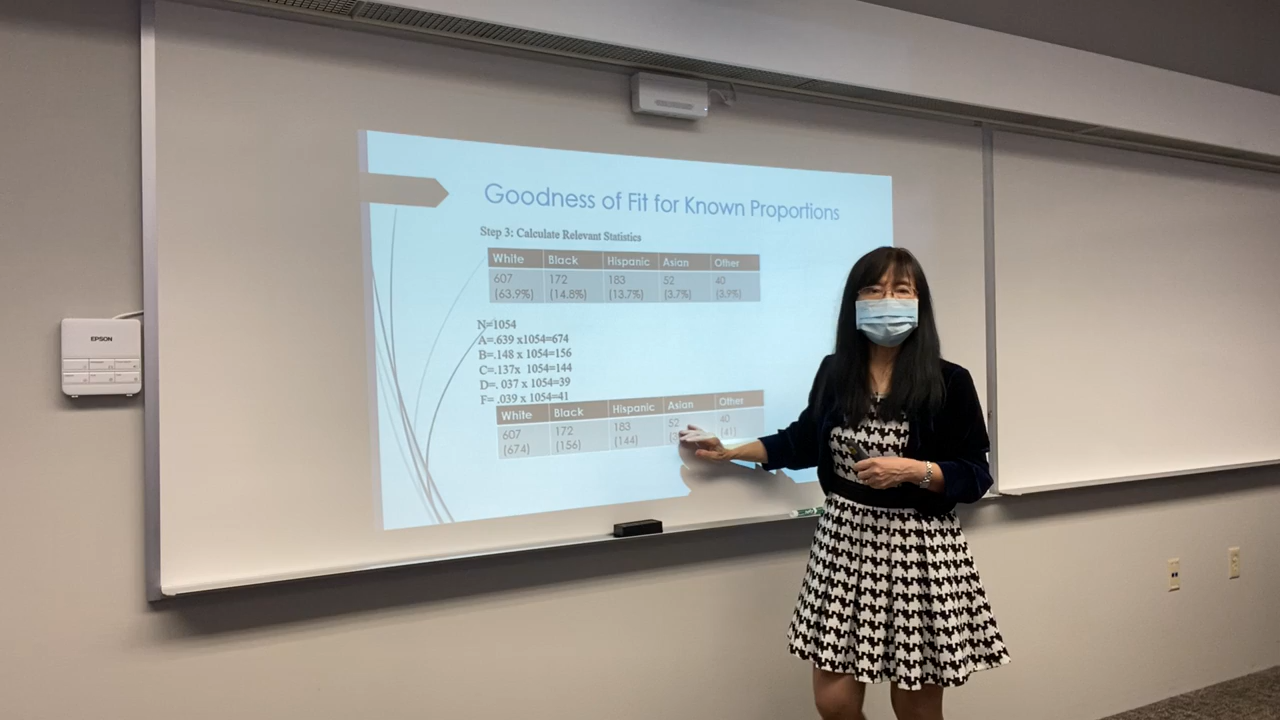 EPSON
Goodness of Fit for Known Proportions
Step 3: Calculate Relevant Statistics
White Black Hispanic Asian Other
607 172 183 52 40
(63.9%) (14.8%) (13.7%) (3.7%) (3.9%)
N=1054
A=.639 x1054=674
B=.148 x 1054=156
C=.137x 1054=144
D=. 037 x 1054=39
F= .039 x 1054=41
White Black Hispanic Asian Other
607 172 183 52 40
(674) (156) (144) (41)